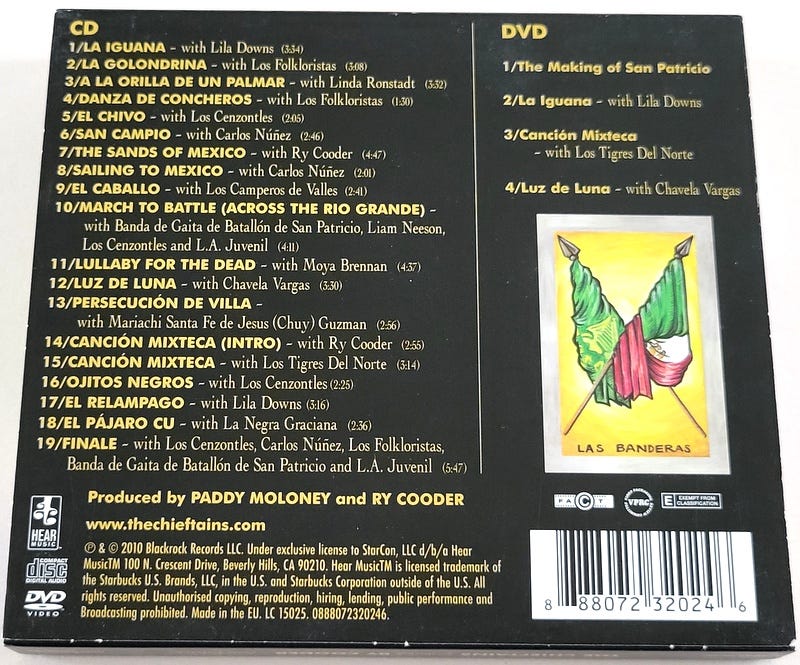 CD
1/LA IGUANA - with Lila Downs (3:34)
2/LA GOLONDRINA - with Los Folkloristas (3:08)
3/A LA ORILLA DE UN PALMAR - with Linda Ronstadt (3:32)
4/DANZA DE CONCHEROS - with Los Folkloristas (1:30)
5/EL CHIVO - with Los Cenzontles (2:05)
6/SAN CAMPIO - with Carlos Núñez (2:46)
7/THE SANDS OF MEXICO - with Ry Cooder (4:47)
8/SAILING TO MEXICO - with Carlos Núñez (2:01)
9/EL CABALLO - with Los Camperos de Valles (2:41)
10/MARCH TO BATTLE (ACROSS THE RIO GRANDE) -
with Banda de Gaita de Batallón de San Patricio, Liam Neeson,
Los Cenzontles and L.A. Juvenil (4:11)
11/LULLABY FOR THE DEAD - with Moya Brennan (4:37)
12/LUZ DE LUNA - with Chavela Vargas (3:30)
13/PERSECUCIÓN DE VILLA -
with Mariachi Santa Fe de Jesus (Chuy) Guzman (2:56)
14/CANCIÓN MIXTECA (INTRO) - with Ry Cooder (2:55)
15/CANCIÓN MIXTECA - with Los Tigres Del Norte (3:14)
16/OJITOS NEGROS - with Los Cenzontles (2:25)
17/EL RELAMPAGO - with Lila Downs (3:16)
18/EL PÁJARO CU - with La Negra Graciana (2:36)
19/FINALE - with Los Cenzontles, Carlos Núñez, Los Folkloristas,
Banda de Gaita de Batallón de San Patricio and L.A. Juvenil (5:47)
DVD
1/The Making of San Patricio
2/La Iguana - with Lila Downs
3/Canción Mixteca
- with Los Tigres Del Norte
4/Luz de Luna - with Chavela Vargas
LAS BANDERAS
Produced by PADDY MOLONEY and RY COODER
www.thechieftains.com
HEAR
MUSIC
COMPACT
disc
DIGITAL AUDIO
DVD
VIDEO
℗ & © 2010 Blackrock Records LLC. Under exclusive license to StarCon, LLC d/b/a Hear
MusicTM 100 N. Crescent Drive, Beverly Hills, CA 90210. Hear MusicTM is licensed trademark of
the Starbucks U.S. Brands, LLC, in the U.S. and Starbucks Corporation outside of the U.S. All
rights reserved. Unauthorised copying, reproduction, hiring, lending, public performance and
Broadcasting prohibited. Made in the EU. LC 15025. 0888072320246.
FACT
VPRC
E EXEMPT FROM
CLASSIFICATION
8 88072 32024 6